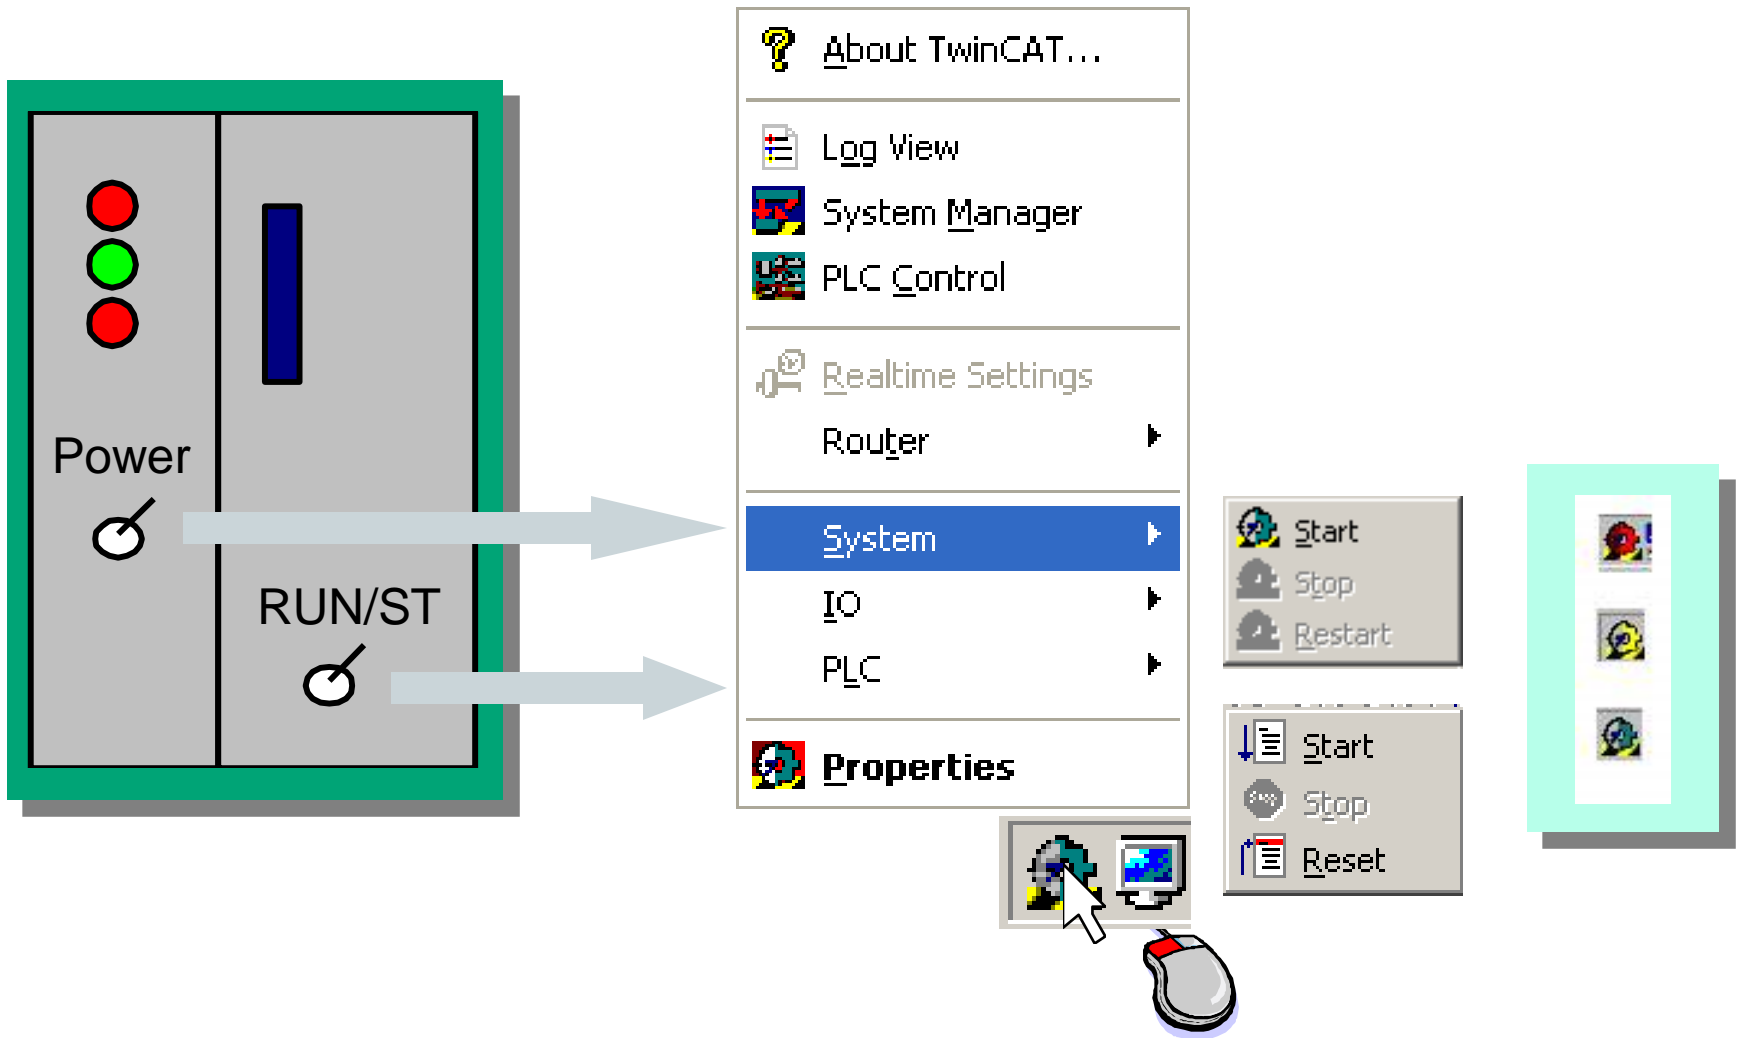 Power
RUN/ST
About TwinCAT...
Log View
System Manager
PLC Control
Realtime Settings
Router
System
IO
PLC
Properties
Start
Stop
Restart
Start
Stop
Reset